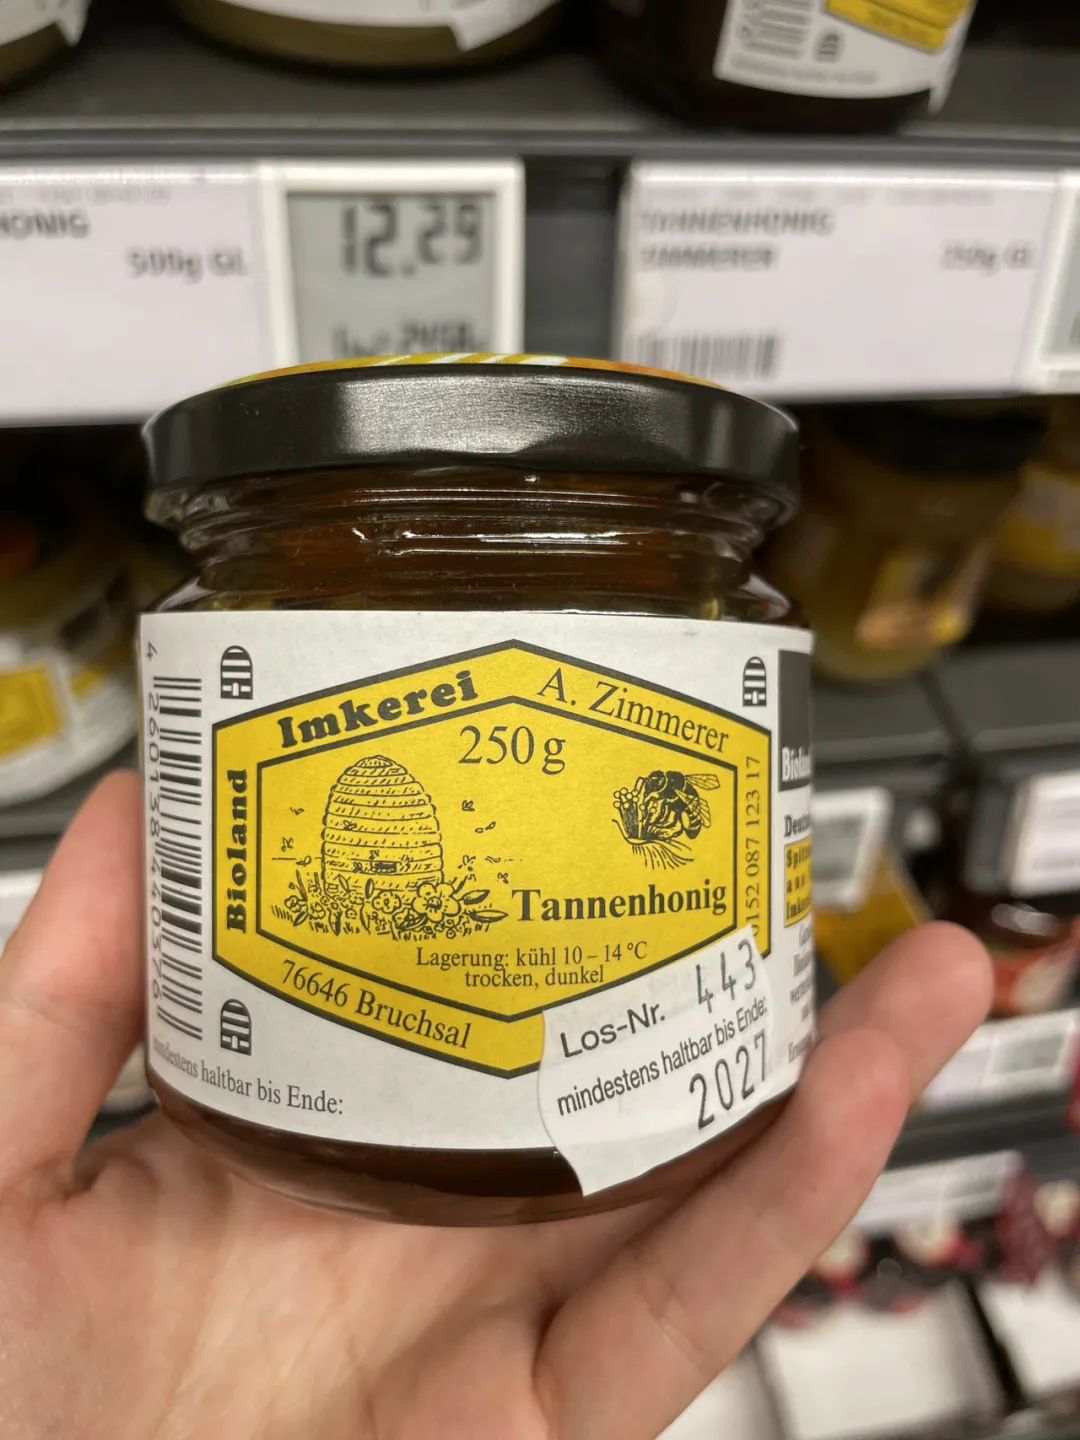 HONIG
500g GL
12.29
TANNENHONIG
ZIMMERER
250g GL
Imkerei A. Zimmerer
250 g
Bioland
Tannenhonig
Lagerung: kühl 10 – 14 °C
trocken, dunkel
76646 Bruchsal
0152 087 123 17
4 260138 440376
mindestens haltbar bis Ende:
Los-Nr. 443
mindestens haltbar bis Ende:
2027